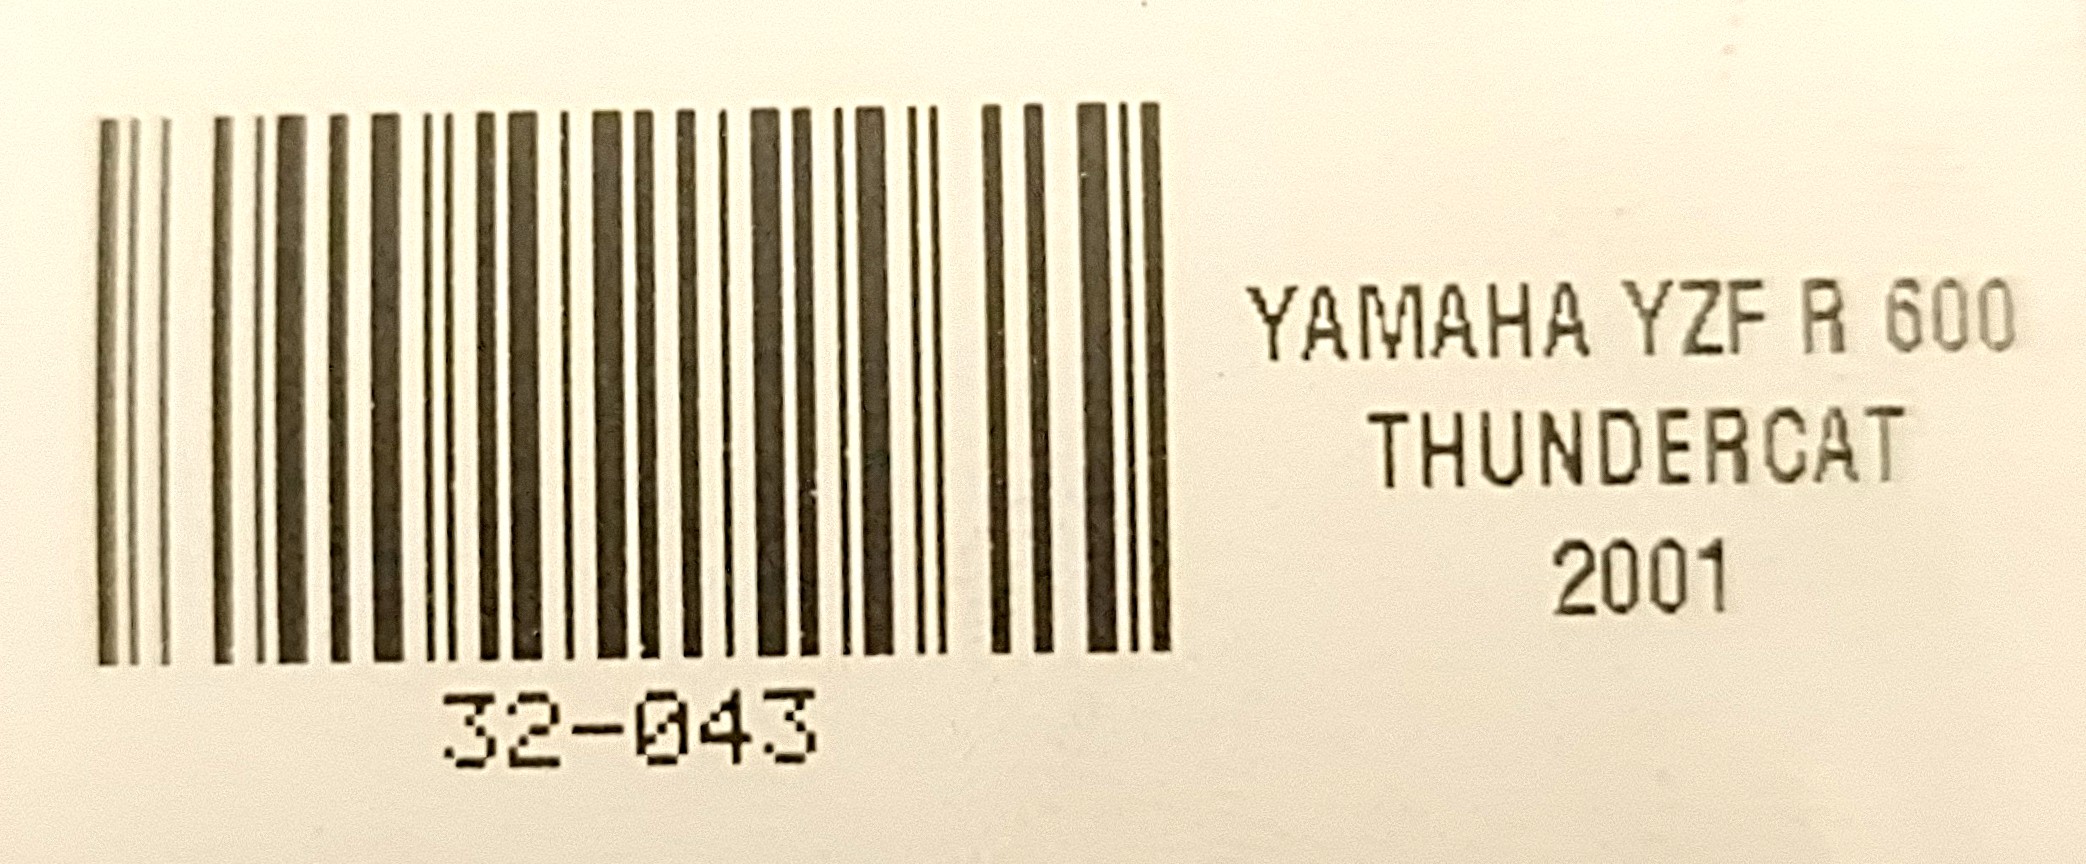 YAMAHA YZF R 600
THUNDERCAT
2001
32-043